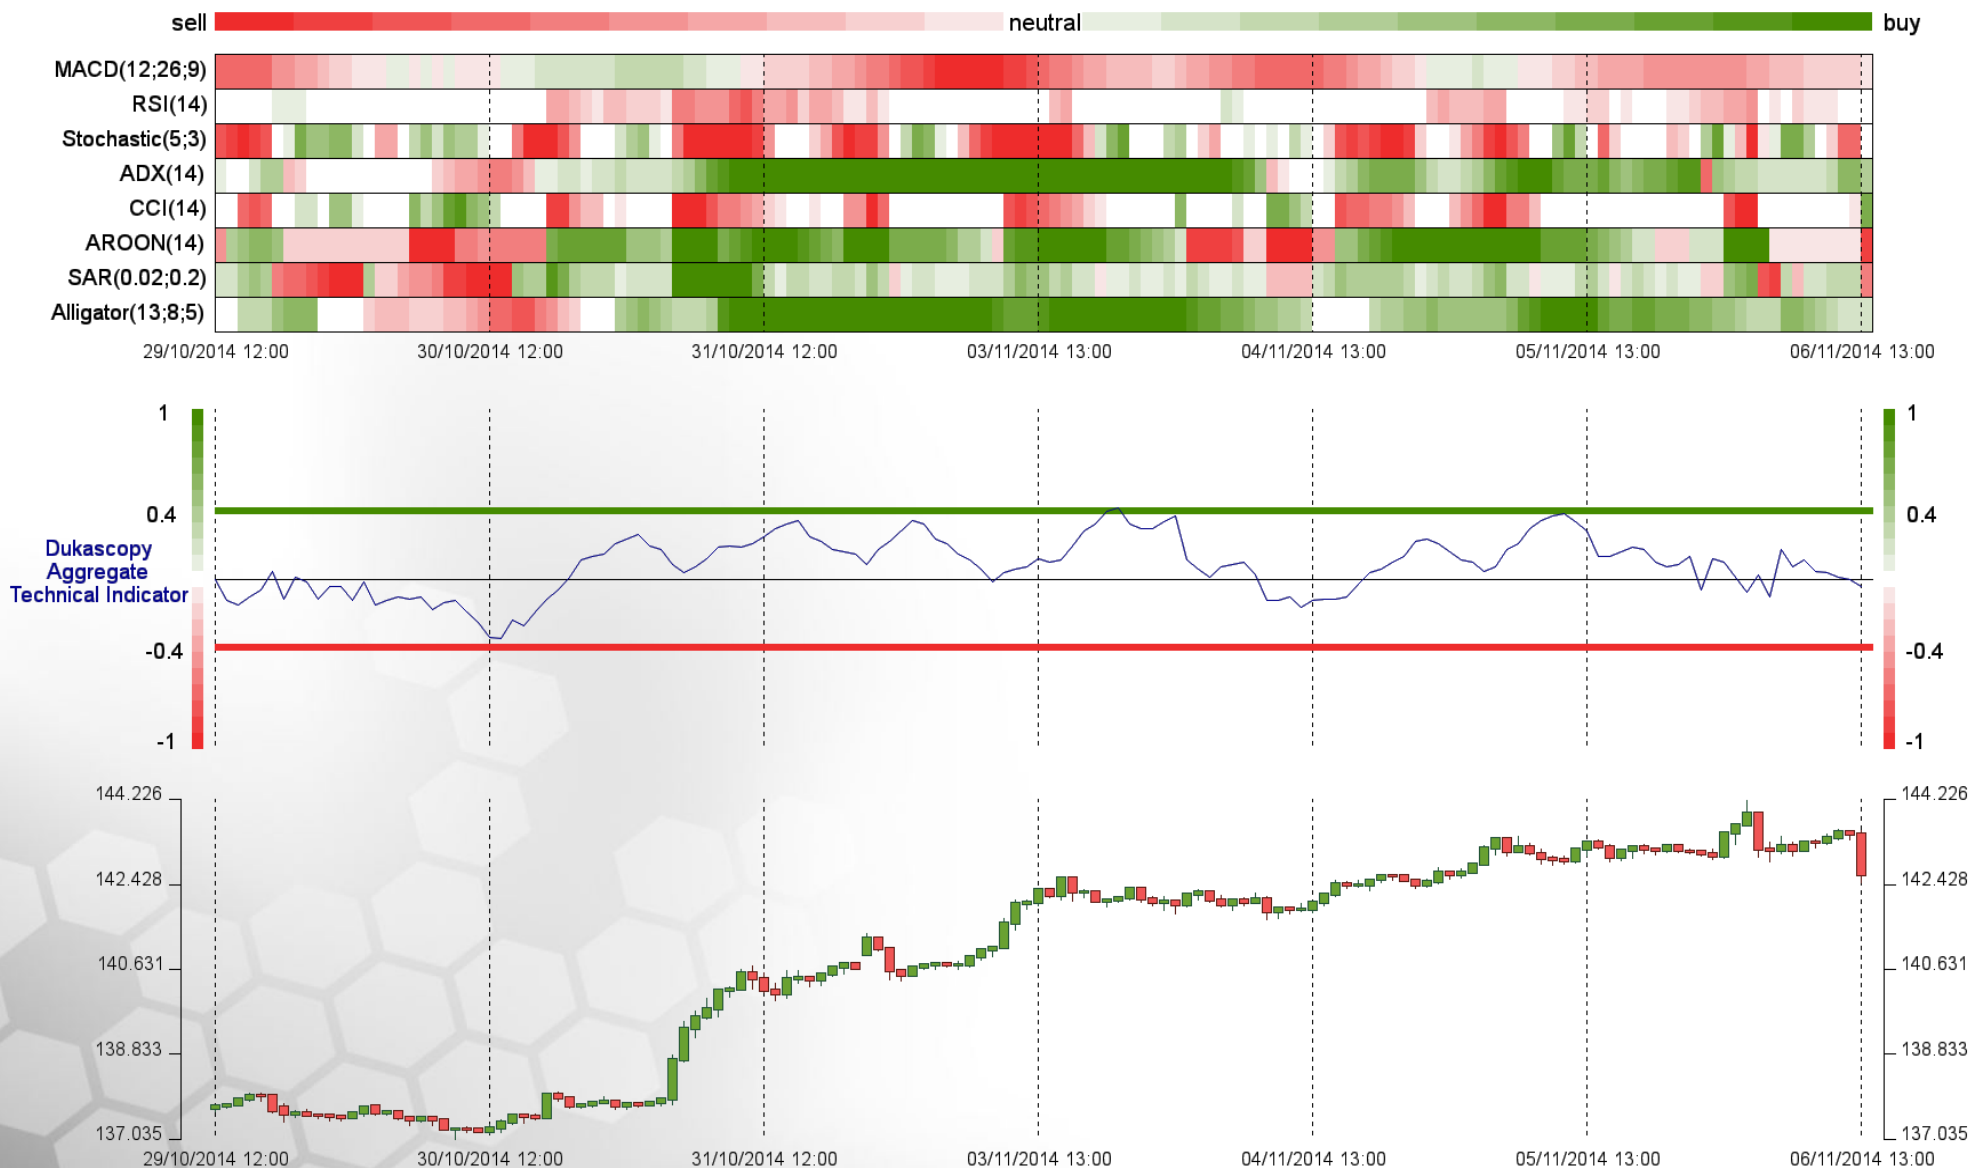 sell neutral buy
MACD(12;26;9)
RSI(14)
Stochastic(5;3)
ADX(14)
CCI(14)
AROON(14)
SAR(0.02;0.2)
Alligator(13;8;5)
29/10/2014 12:00 30/10/2014 12:00 31/10/2014 12:00 03/11/2014 13:00 04/11/2014 13:00 05/11/2014 13:00 06/11/2014 13:00
1 1
0.4 0.4
Dukascopy
Aggregate
Technical Indicator
-0.4 -0.4
-1 -1
144.226 144.226
142.428 142.428
140.631 140.631
138.833 138.833
137.035 137.035
29/10/2014 12:00 30/10/2014 12:00 31/10/2014 12:00 03/11/2014 13:00 04/11/2014 13:00 05/11/2014 13:00 06/11/2014 13:00